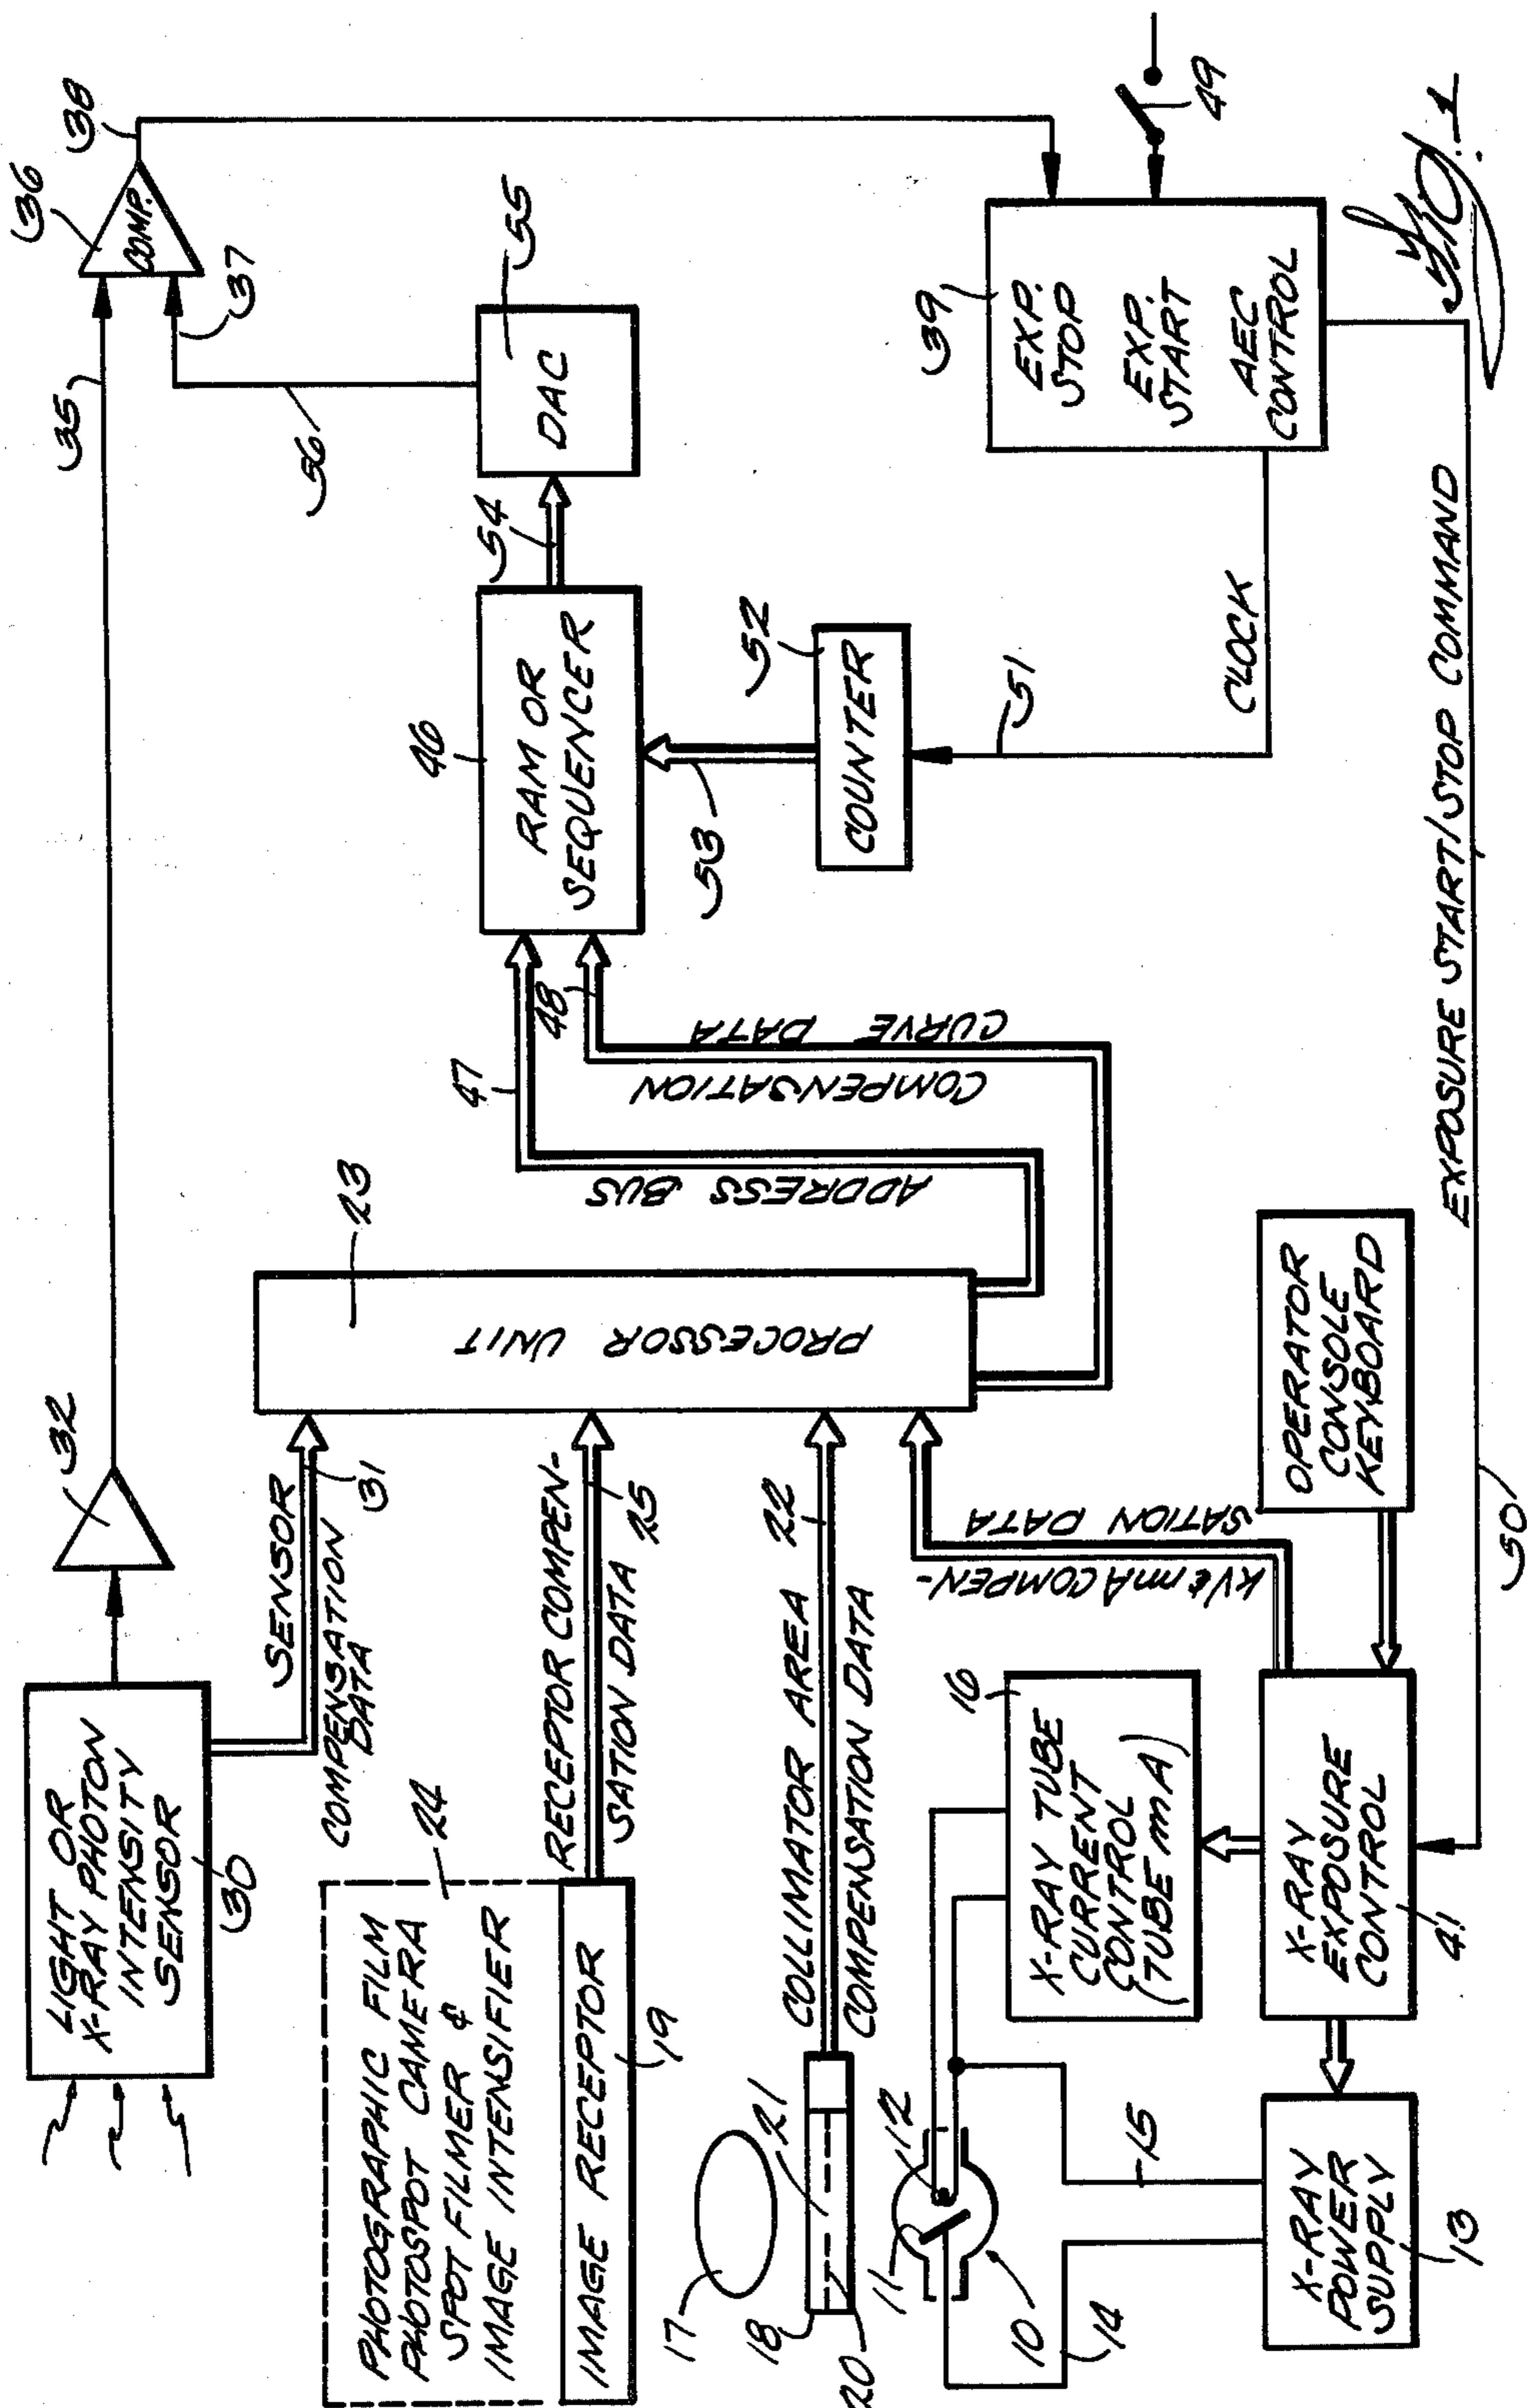 LIGHT OR
X-RAY PHOTON
INTENSITY
SENSOR
30
32
35
36
COMP.
38
37
SENSOR
31
COMPENSATION
DATA
24
PHOTOGRAPHIC FILM
PHOTOSPOT CAMERA
SPOT FILMER &
IMAGE INTENSIFIER
IMAGE RECEPTOR
19
RECEPTOR COMPEN-
SATION DATA
25
17
18
20
21
COLLIMATOR AREA
22
COMPENSATION DATA
PROCESSOR UNIT
23
ADDRESS BUS
47
COMPENSATION
CURVE DATA
48
RAM OR
SEQUENCER
46
54
DAC
55
56
53
52
COUNTER
51
CLOCK
39
EXP.
STOP
EXP.
START
AEC
CONTROL
49
10
11
12
14
15
X-RAY
POWER
SUPPLY
13
16
X-RAY TUBE
CURRENT
CONTROL
(TUBE mA)
X-RAY
EXPOSURE
CONTROL
41
KV & mA COMPEN-
SATION DATA
OPERATOR
CONSOLE
KEYBOARD
EXPOSURE START/STOP COMMAND
50
Fig. 1